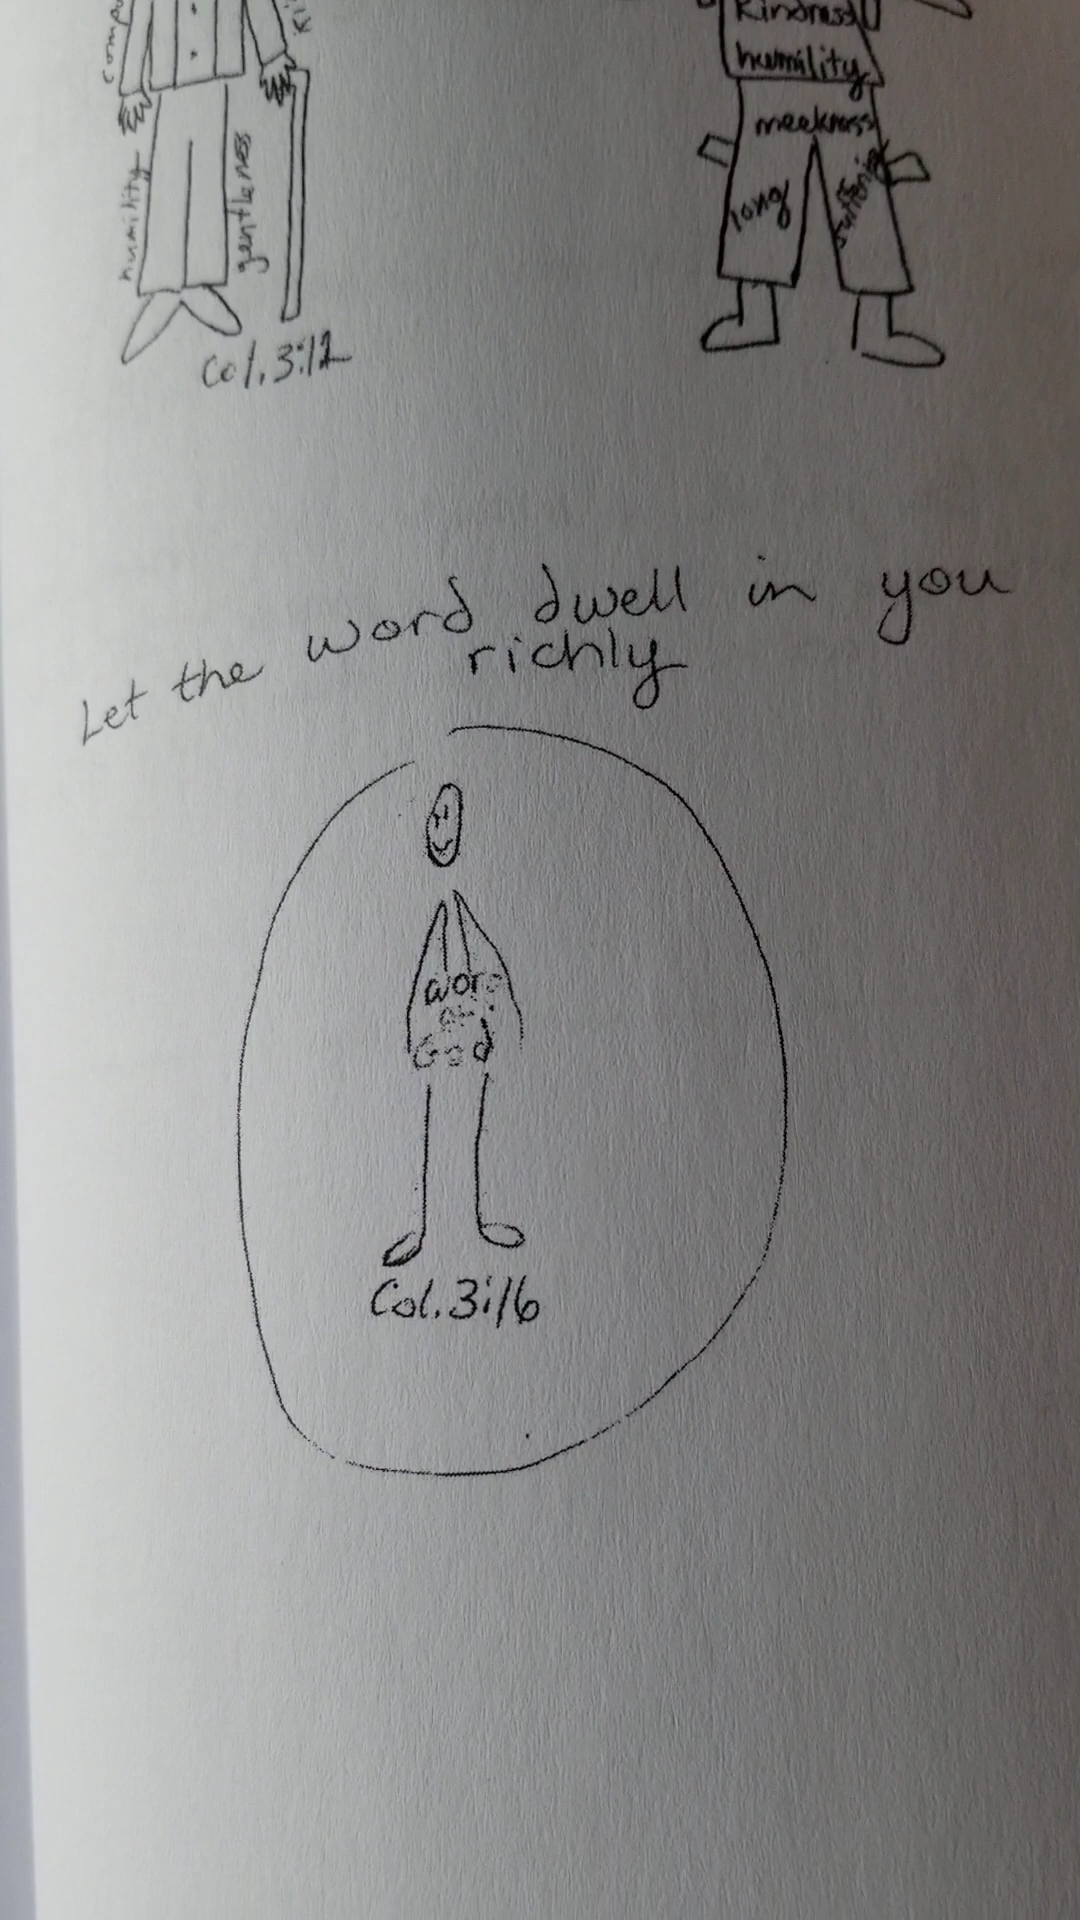 Kindness
humility
meekness
long
suffering
humility
gentleness
Col. 3:12
Let the word dwell in you
richly
Word
of
God
Col. 3:16